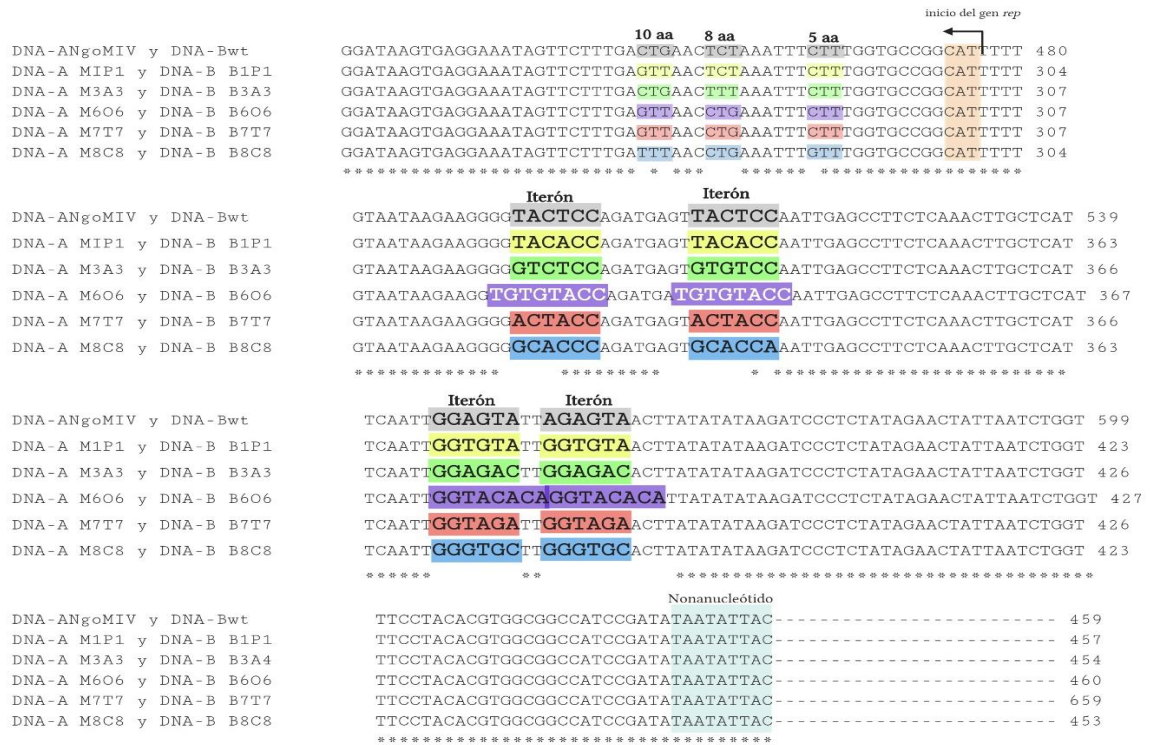 inicio del gen rep
10 aa 8 aa 5 aa
DNA-ANgoMIV y DNA-Bwt GGATAAGTGAGGAAATAGTTCTTTGACTGAACTCTAAATTTCTTTGGTGCCGGCATTTTT 480
DNA-A MIP1 y DNA-B B1P1 GGATAAGTGAGGAAATAGTTCTTTGAGTTAACTCTAAATTTCTTTGGTGCCGGCATTTTT 304
DNA-A M3A3 y DNA-B B3A3 GGATAAGTGAGGAAATAGTTCTTTGACTGAACTTTAAATTTCTTTGGTGCCGGCATTTTT 307
DNA-A M6O6 y DNA-B B6O6 GGATAAGTGAGGAAATAGTTCTTTGAGTTAACCTGAAATTTCTTTGGTGCCGGCATTTTT 307
DNA-A M7T7 y DNA-B B7T7 GGATAAGTGAGGAAATAGTTCTTTGAGTTAACCTGAAATTTCTTTGGTGCCGGCATTTTT 307
DNA-A M8C8 y DNA-B B8C8 GGATAAGTGAGGAAATAGTTCTTTGATTTAACCTGAAATTTGTTTGGTGCCGGCATTTTT 304
************************** * *** ****** ******************
Iterón Iterón
DNA-ANgoMIV y DNA-Bwt GTAATAAGAAGGGGTACTCCAGATGAGTTACTCCAATTGAGCCTTCTCAAACTTGCTCAT 539
DNA-A MIP1 y DNA-B B1P1 GTAATAAGAAGGGGTACACCAGATGAGTTACACCAATTGAGCCTTCTCAAACTTGCTCAT 363
DNA-A M3A3 y DNA-B B3A3 GTAATAAGAAGGGGGTCTCCAGATGAGTGTGTCCAATTGAGCCTTCTCAAACTTGCTCAT 366
DNA-A M6O6 y DNA-B B6O6 GTAATAAGAAGGTGTGTACCAGATGATGTGTACCAATTGAGCCTTCTCAAACTTGCTCAT 367
DNA-A M7T7 y DNA-B B7T7 GTAATAAGAAGGGGACTACCAGATGAGTACTACCAATTGAGCCTTCTCAAACTTGCTCAT 366
DNA-A M8C8 y DNA-B B8C8 GTAATAAGAAGGGGGCACCCAGATGAGTGCACCAAATTGAGCCTTCTCAAACTTGCTCAT 363
************* ********* * **************************
Iterón Iterón
DNA-ANgoMIV y DNA-Bwt TCAATTGGAGTATTAGAGTAACTTATATATAAGATCCCTCTATAGAACTATTAATCTGGT 599
DNA-A M1P1 y DNA-B B1P1 TCAATTGGTGTATTGGTGTAACTTATATATAAGATCCCTCTATAGAACTATTAATCTGGT 423
DNA-A M3A3 y DNA-B B3A3 TCAATTGGAGACTTGGAGACACTTATATATAAGATCCCTCTATAGAACTATTAATCTGGT 426
DNA-A M6O6 y DNA-B B6O6 TCAATTGGTACACAGGTACACATTATATATAAGATCCCTCTATAGAACTATTAATCTGGT 427
DNA-A M7T7 y DNA-B B7T7 TCAATTGGTAGATTGGTAGAACTTATATATAAGATCCCTCTATAGAACTATTAATCTGGT 426
DNA-A M8C8 y DNA-B B8C8 TCAATTGGGTGCTTGGGTGCACTTATATATAAGATCCCTCTATAGAACTATTAATCTGGT 423
****** ** **************************************
Nonanucleótido
DNA-ANgoMIV y DNA-Bwt TTCCTACACGTGGCGGCCATCCGATATAATATTAC------------------------- 459
DNA-A M1P1 y DNA-B B1P1 TTCCTACACGTGGCGGCCATCCGATATAATATTAC------------------------- 457
DNA-A M3A3 y DNA-B B3A4 TTCCTACACGTGGCGGCCATCCGATATAATATTAC------------------------- 454
DNA-A M6O6 y DNA-B B6O6 TTCCTACACGTGGCGGCCATCCGATATAATATTAC------------------------- 460
DNA-A M7T7 y DNA-B B7T7 TTCCTACACGTGGCGGCCATCCGATATAATATTAC------------------------- 659
DNA-A M8C8 y DNA-B B8C8 TTCCTACACGTGGCGGCCATCCGATATAATATTAC------------------------- 453
***********************************